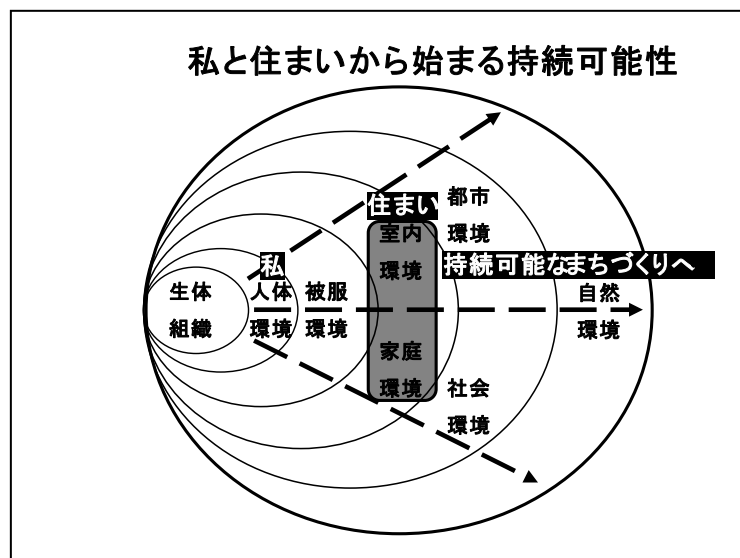 私と住まいから始まる持続可能性
都市
環境
住まい
室内
環境
持続可能なまちづくりへ
私
生体
組織
人体
環境
被服
環境
自然
環境
家庭
環境
社会
環境